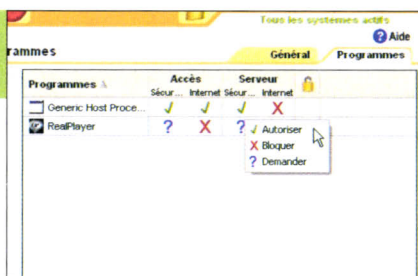 Tous les systèmes actifs
Aide
rammes
Général Programmes
Programmes Accès Serveur
Sécur... Internet Sécur... Internet
Generic Host Proce...
RealPlayer ? X ? Autoriser
X Bloquer
? Demander